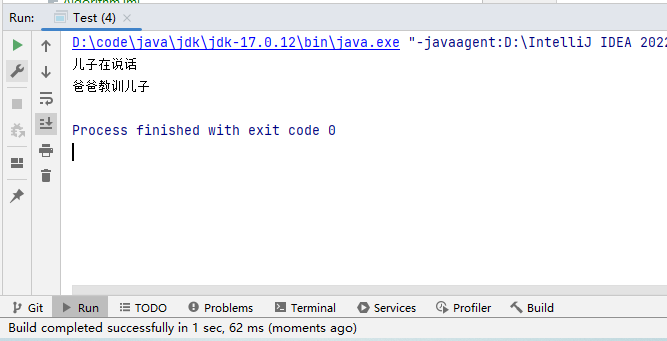 Run: Test (4)
D:\code\java\jdk\jdk-17.0.12\bin\java.exe "-javaagent:D:\IntelliJ IDEA 2022
儿子在说话
爸爸教训儿子
Process finished with exit code 0
Git Run TODO Problems Terminal Services Profiler Build
Build completed successfully in 1 sec, 62 ms (moments ago)